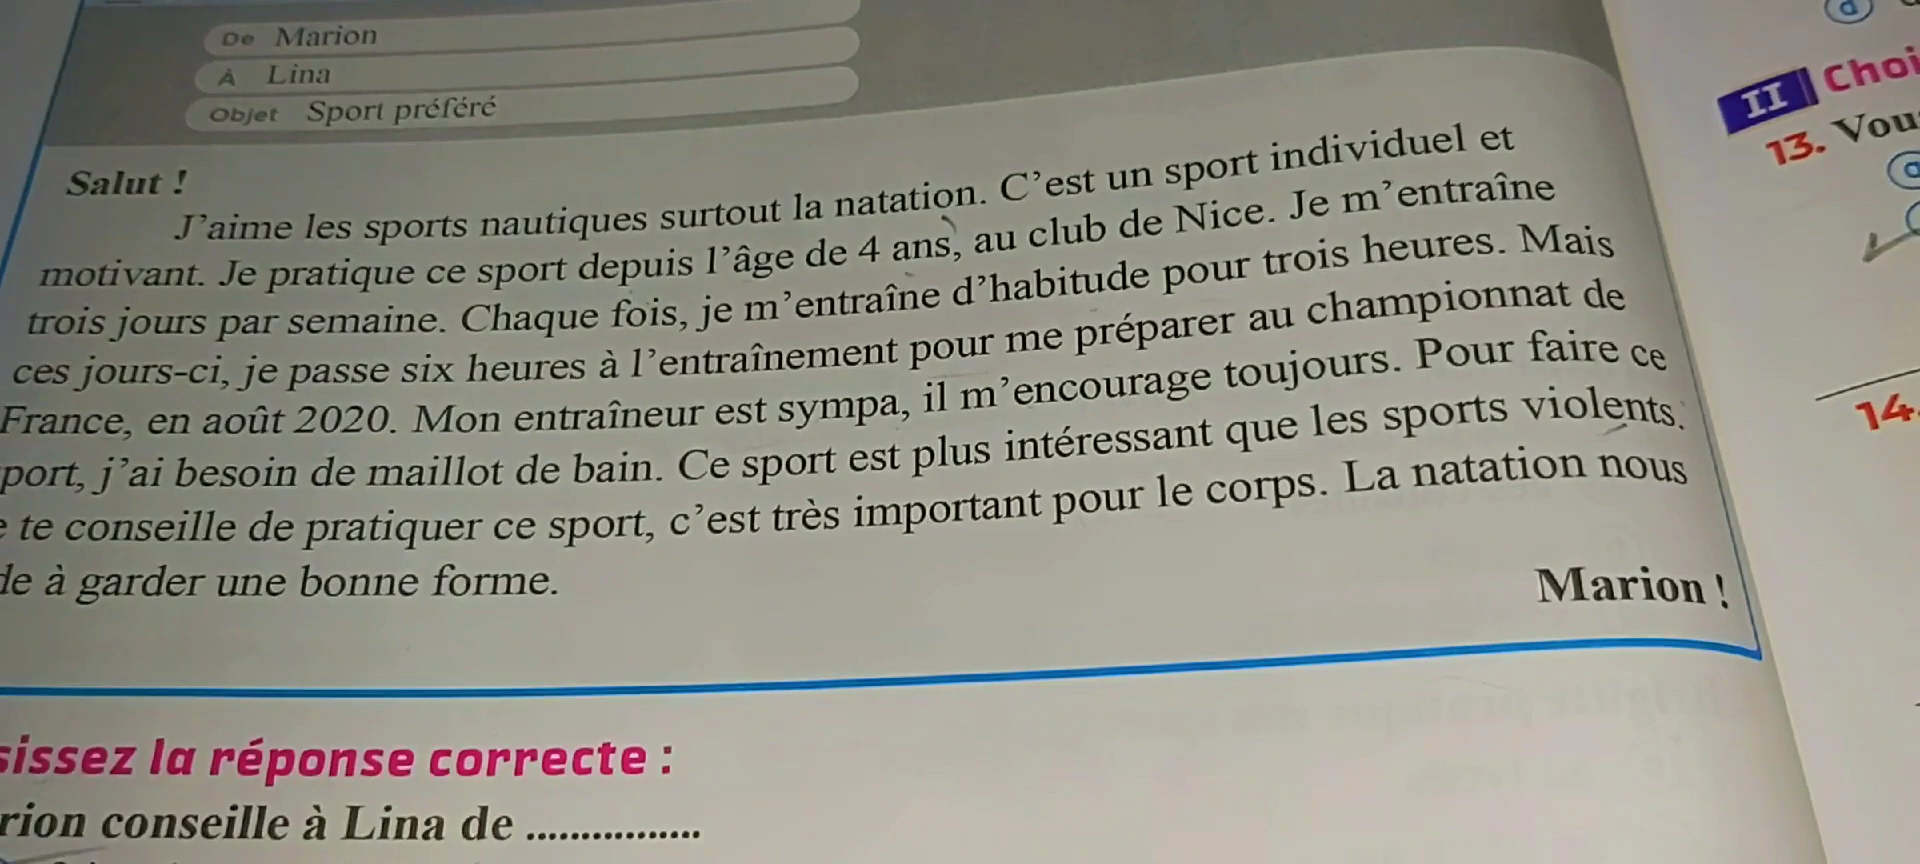 De Marion
À Lina
Objet Sport préféré
Salut !
J'aime les sports nautiques surtout la natation. C'est un sport individuel et
motivant. Je pratique ce sport depuis l'âge de 4 ans, au club de Nice. Je m'entraîne
trois jours par semaine. Chaque fois, je m'entraîne d'habitude pour trois heures. Mais
ces jours-ci, je passe six heures à l'entraînement pour me préparer au championnat de
France, en août 2020. Mon entraîneur est sympa, il m'encourage toujours. Pour faire ce
port, j'ai besoin de maillot de bain. Ce sport est plus intéressant que les sports violents.
e te conseille de pratiquer ce sport, c'est très important pour le corps. La natation nous
de à garder une bonne forme.
Marion !
sissez la réponse correcte :
rion conseille à Lina de ................
d
II Choi
13. Vou
a
14.